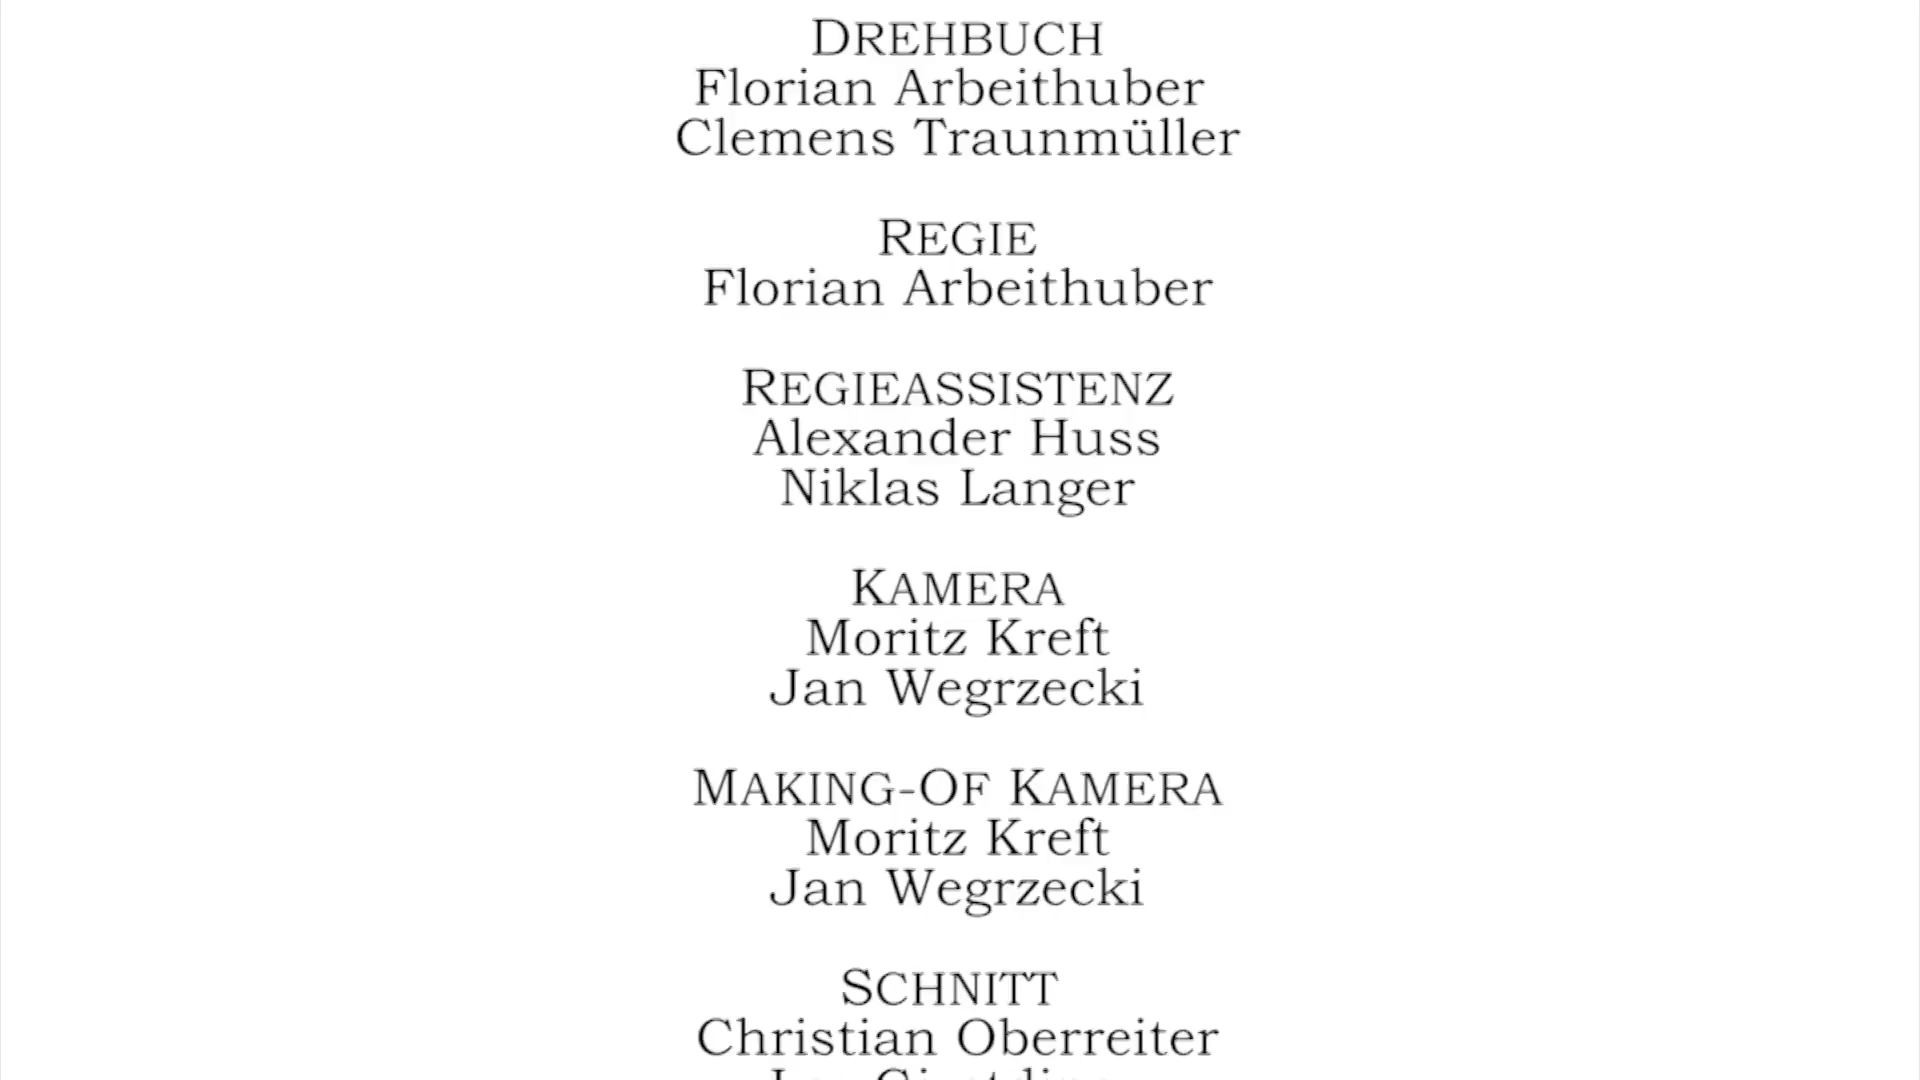 DREHBUCH
Florian Arbeithuber
Clemens Traunmüller
REGIE
Florian Arbeithuber
REGIEASSISTENZ
Alexander Huss
Niklas Langer
KAMERA
Moritz Kreft
Jan Wegrzecki
MAKING-OF KAMERA
Moritz Kreft
Jan Wegrzecki
SCHNITT
Christian Oberreiter